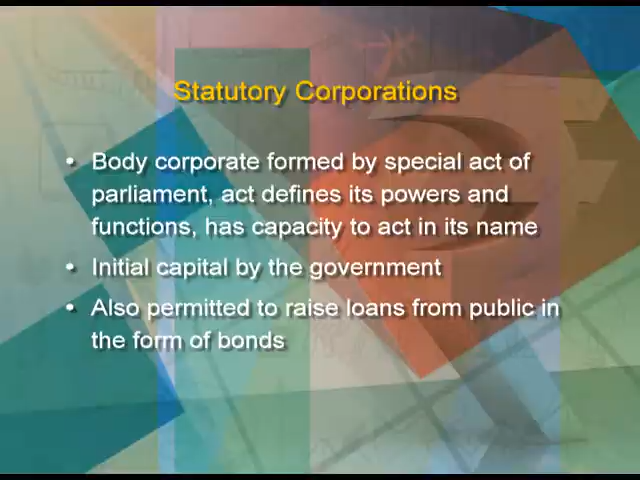 Statutory Corporations
• Body corporate formed by special act of
parliament, act defines its powers and
functions, has capacity to act in its name
• Initial capital by the government
• Also permitted to raise loans from public in
the form of bonds